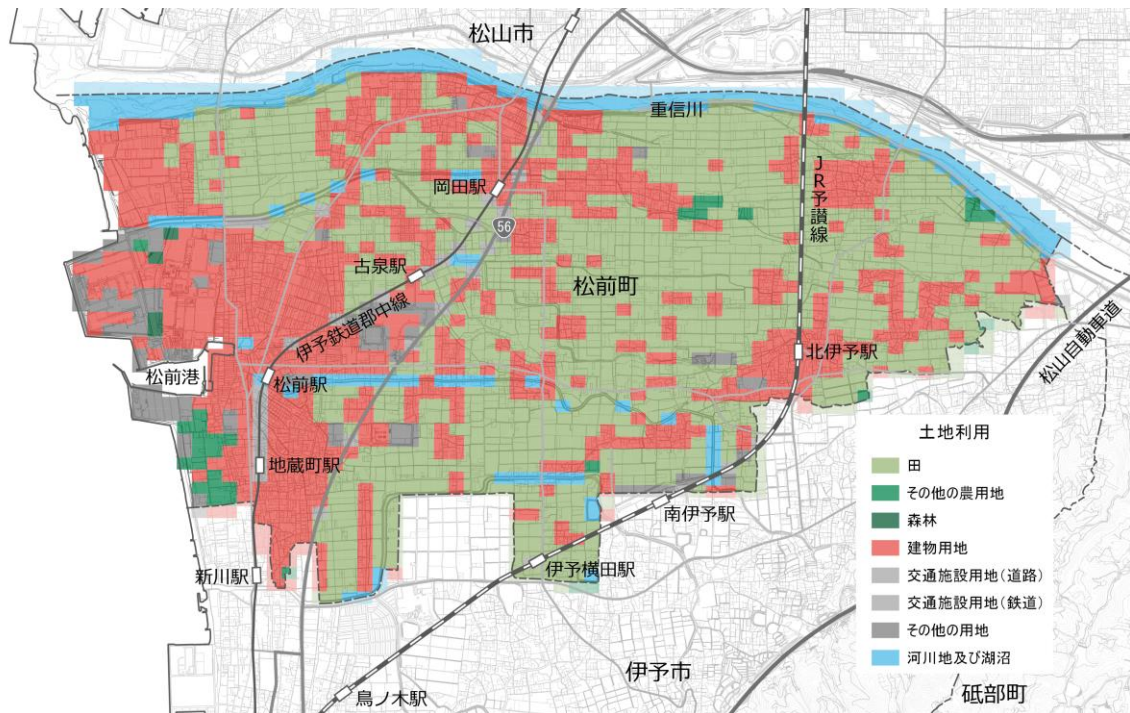 松山市
重信川
岡田駅
JR予讃線
56
古泉駅
松前町
伊予鉄道郡中線
北伊予駅
松山自動車道
松前港
松前駅
地蔵町駅
南伊予駅
新川駅
伊予横田駅
伊予市
鳥ノ木駅
砥部町
土地利用
田
その他の農用地
森林
建物用地
交通施設用地(道路)
交通施設用地(鉄道)
その他の用地
河川地及び湖沼